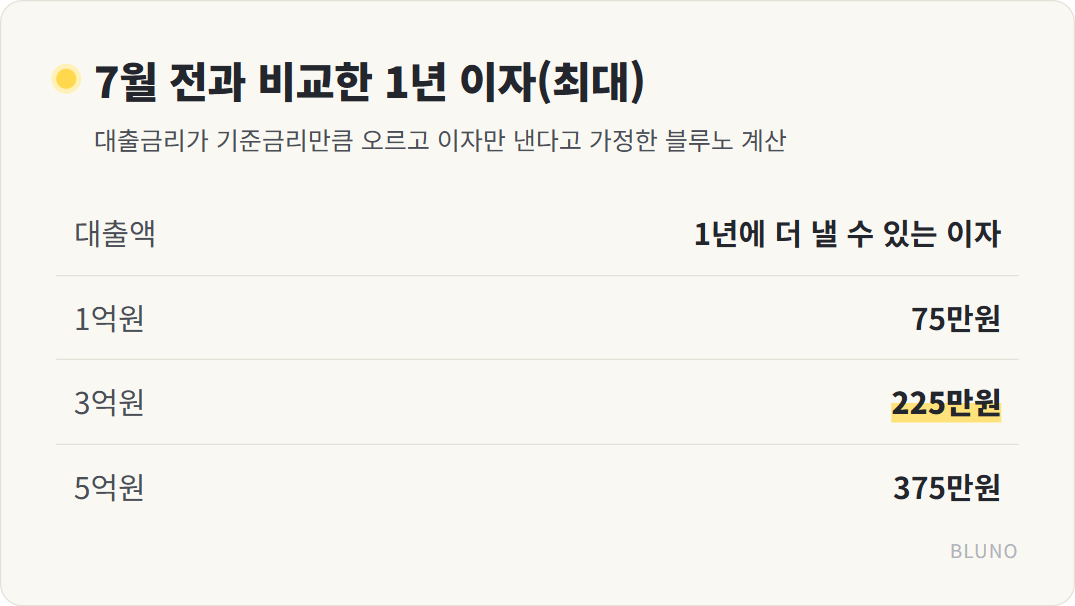 7월 전과 비교한 1년 이자(최대)
대출금리가 기준금리만큼 오르고 이자만 낸다고 가정한 블루노 계산
대출액 1년에 더 낼 수 있는 이자
1억원 75만원
3억원 225만원
5억원 375만원
BLUNO